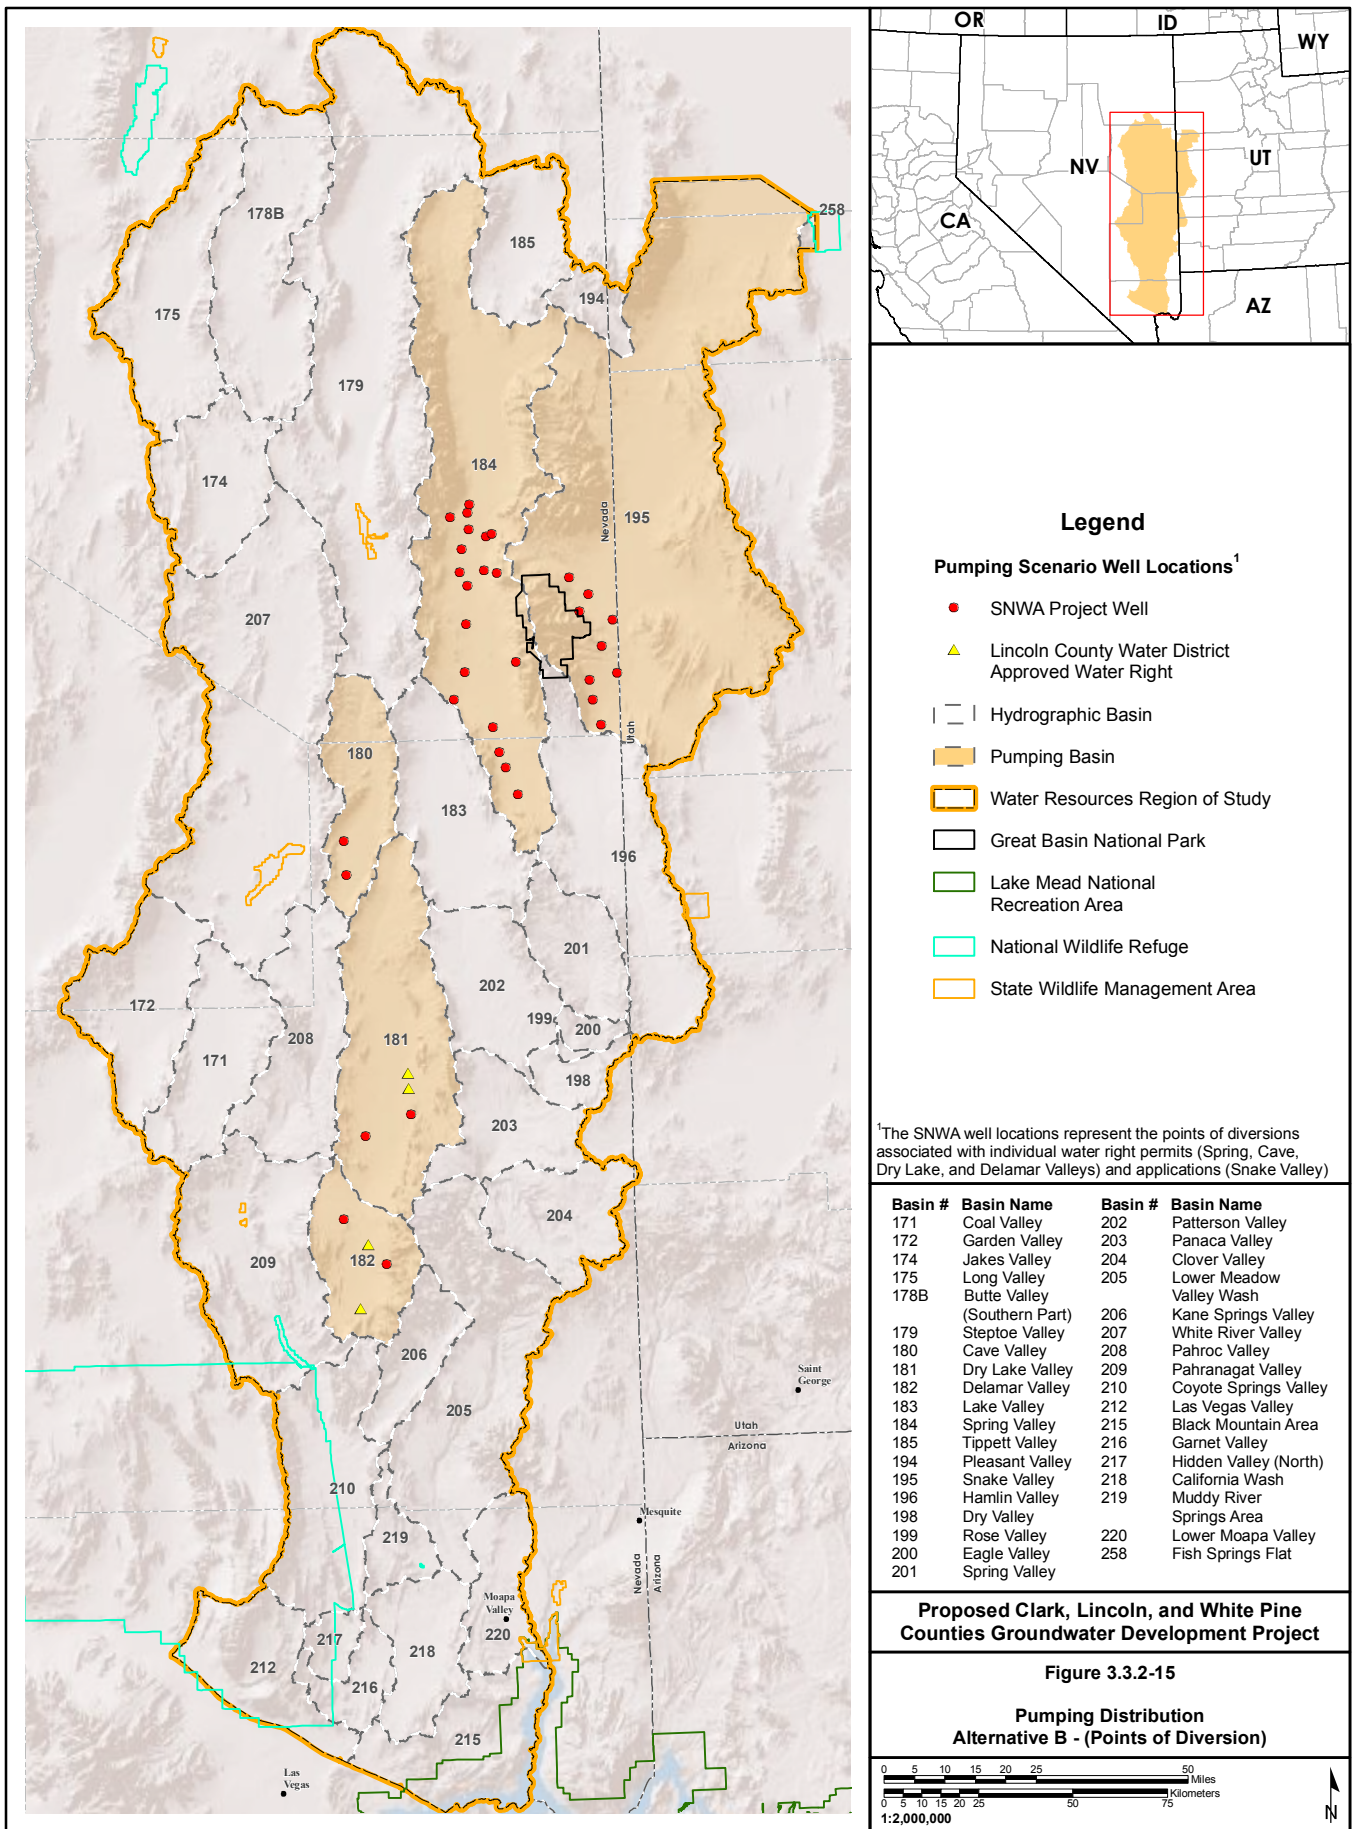 258
178B
185
194
175
179
184
174
Nevada
195
207
Utah
180
183
196
201
202
172
199
200
208
181
171
198
203
204
209
182
206
Saint
George
205
Utah
Arizona
210
Mesquite
219
Nevada
Arizona
Moapa
Valley
220
217
218
212
216
215
Las
Vegas
OR
ID
WY
NV
UT
CA
AZ
Legend
Pumping Scenario Well Locations1
SNWA Project Well
Lincoln County Water District
Approved Water Right
Hydrographic Basin
Pumping Basin
Water Resources Region of Study
Great Basin National Park
Lake Mead National
Recreation Area
National Wildlife Refuge
State Wildlife Management Area
1The SNWA well locations represent the points of diversions
associated with individual water right permits (Spring, Cave,
Dry Lake, and Delamar Valleys) and applications (Snake Valley)
Basin # Basin Name Basin # Basin Name
171 Coal Valley 202 Patterson Valley
172 Garden Valley 203 Panaca Valley
174 Jakes Valley 204 Clover Valley
175 Long Valley 205 Lower Meadow
178B Butte Valley Valley Wash
(Southern Part) 206 Kane Springs Valley
179 Steptoe Valley 207 White River Valley
180 Cave Valley 208 Pahroc Valley
181 Dry Lake Valley 209 Pahranagat Valley
182 Delamar Valley 210 Coyote Springs Valley
183 Lake Valley 212 Las Vegas Valley
184 Spring Valley 215 Black Mountain Area
185 Tippett Valley 216 Garnet Valley
194 Pleasant Valley 217 Hidden Valley (North)
195 Snake Valley 218 California Wash
196 Hamlin Valley 219 Muddy River
198 Dry Valley Springs Area
199 Rose Valley 220 Lower Moapa Valley
200 Eagle Valley 258 Fish Springs Flat
201 Spring Valley
Proposed Clark, Lincoln, and White Pine
Counties Groundwater Development Project
Figure 3.3.2-15
Pumping Distribution
Alternative B - (Points of Diversion)
0 5 10 15 20 25 50
Miles
Kilometers
0 5 10 15 20 25 50 75
1:2,000,000
N